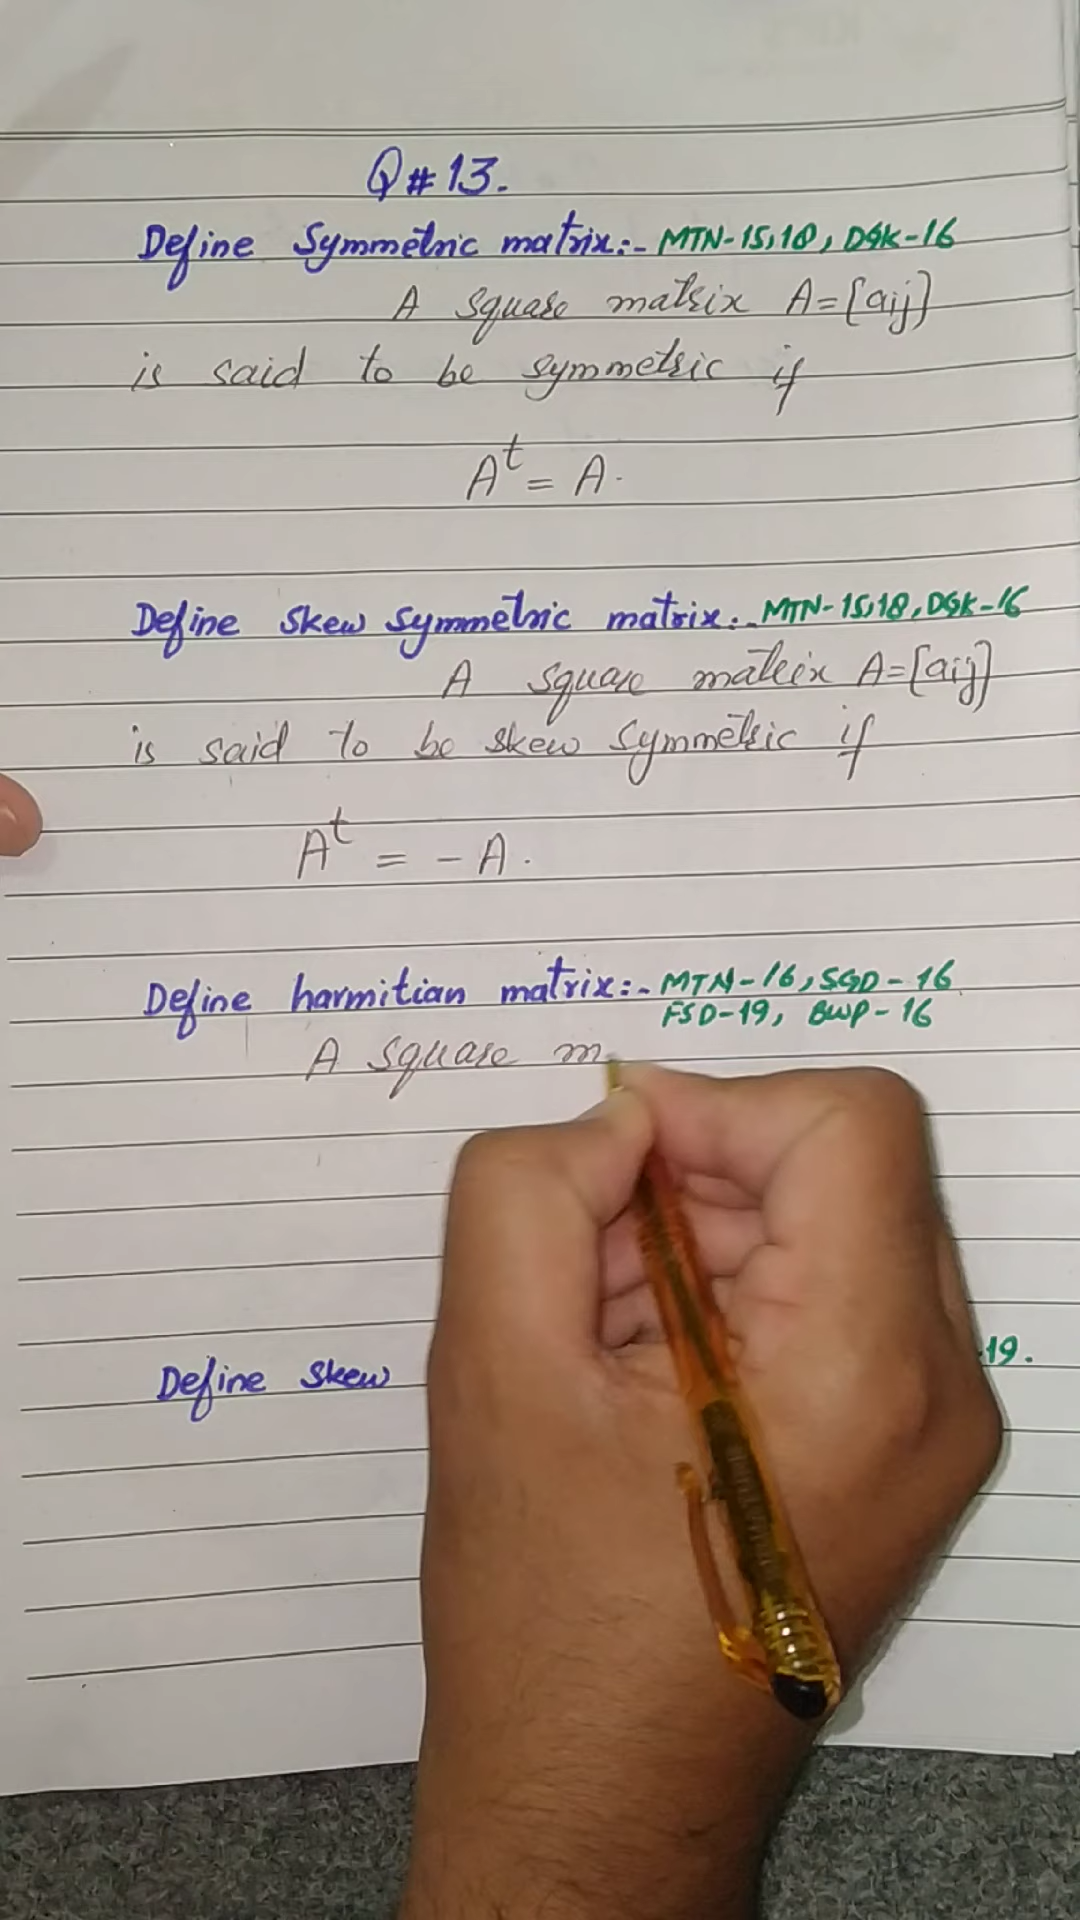 Q # 13.
Define Symmetric matrix:- MTN-15,18, DGK-16
A square matrix A=[aij]
is said to be symmetric if
Aᵗ = A.
Define Skew Symmetric matrix:- MTN-15,18, DGK-16
A square matrix A=[aij]
is said to be skew symmetric if
Aᵗ = -A.
Define harmitian matrix:- MTN-16, SGD-16
FSD-19, BWP-16
A square m
Define Skew 19.